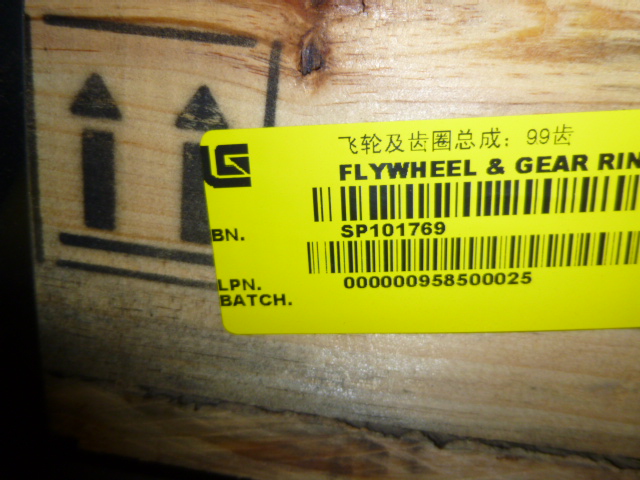 飞轮及齿圈总成：99齿
FLYWHEEL & GEAR RIN
BN. SP101769
LPN. 000000958500025
BATCH.